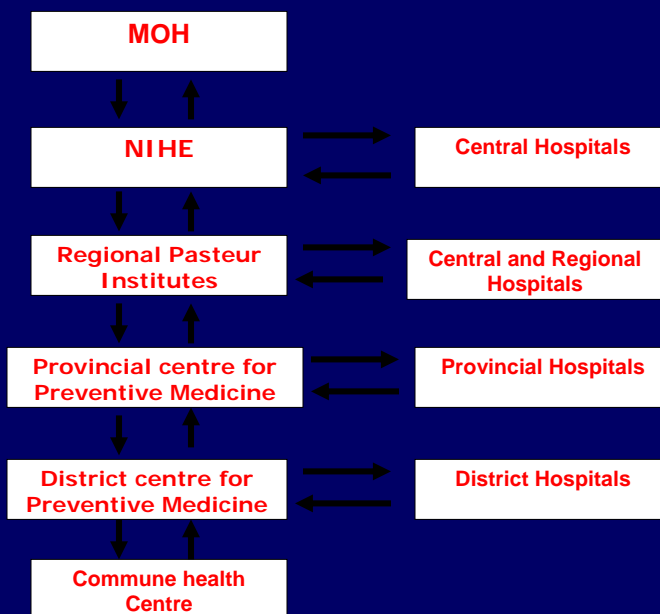 MOH
NIHE
Central Hospitals
Regional Pasteur
Institutes
Central and Regional
Hospitals
Provincial centre for
Preventive Medicine
Provincial Hospitals
District centre for
Preventive Medicine
District Hospitals
Commune health
Centre